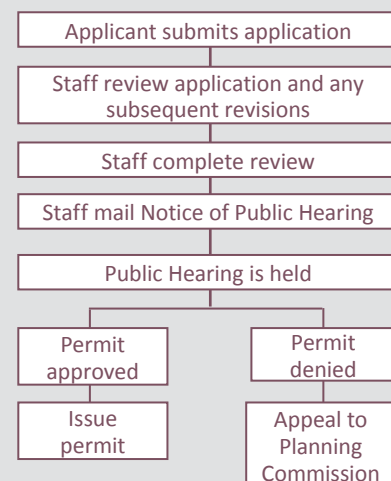 Applicant submits application
Staff review application and any
subsequent revisions
Staff complete review
Staff mail Notice of Public Hearing
Public Hearing is held
Permit
approved
Permit
denied
Issue
permit
Appeal to
Planning
Commission